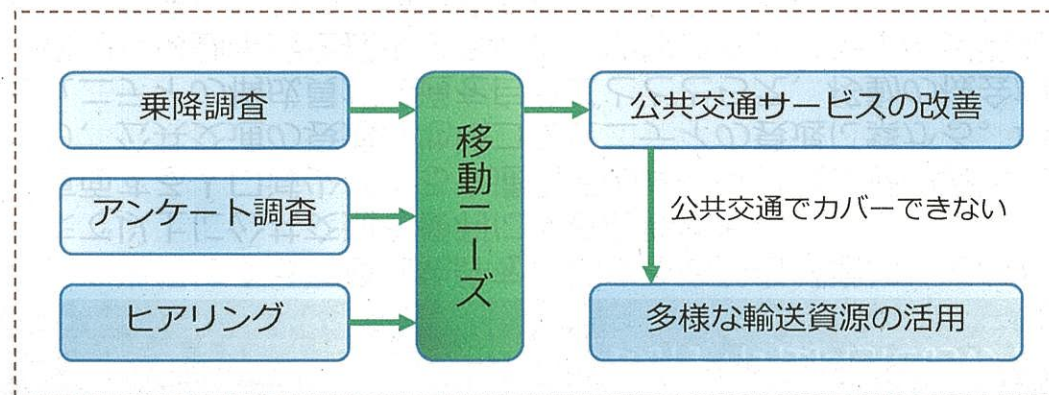 乗降調査
アンケート調査
ヒアリング
移動ニーズ
公共交通サービスの改善
公共交通でカバーできない
多様な輸送資源の活用